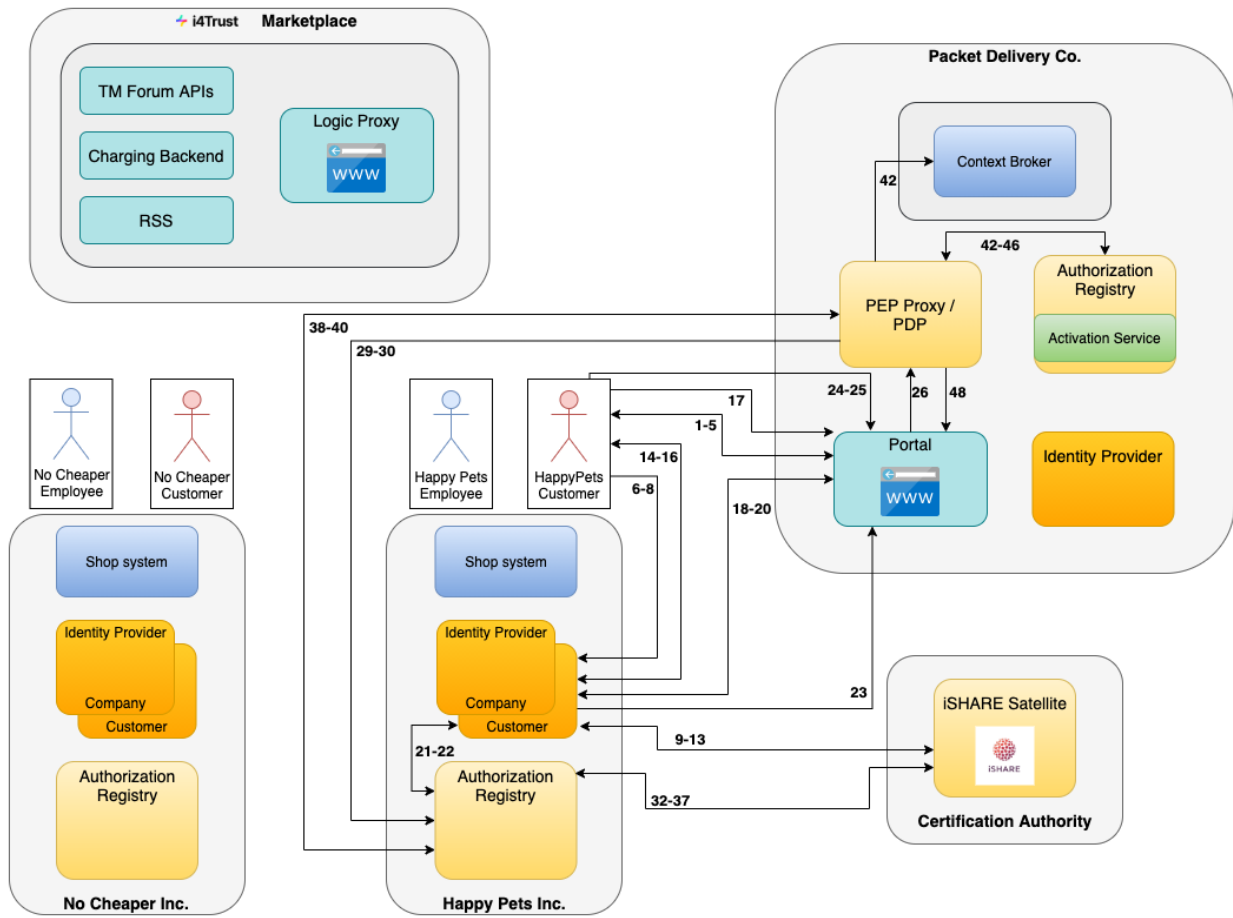 i4Trust Marketplace
TM Forum APIs
Charging Backend
RSS
Logic Proxy
WWW
Packet Delivery Co.
Context Broker
42
42-46
PEP Proxy /
PDP
Authorization
Registry
Activation Service
38-40
29-30
24-25
26
48
17
1-5
14-16
6-8
18-20
Portal
WWW
Identity Provider
No Cheaper
Employee
No Cheaper
Customer
Happy Pets
Employee
HappyPets
Customer
Shop system
Identity Provider
Company
Customer
Authorization
Registry
No Cheaper Inc.
Shop system
Identity Provider
Company
Customer
21-22
Authorization
Registry
Happy Pets Inc.
23
9-13
32-37
iSHARE Satellite
iSHARE
Certification Authority